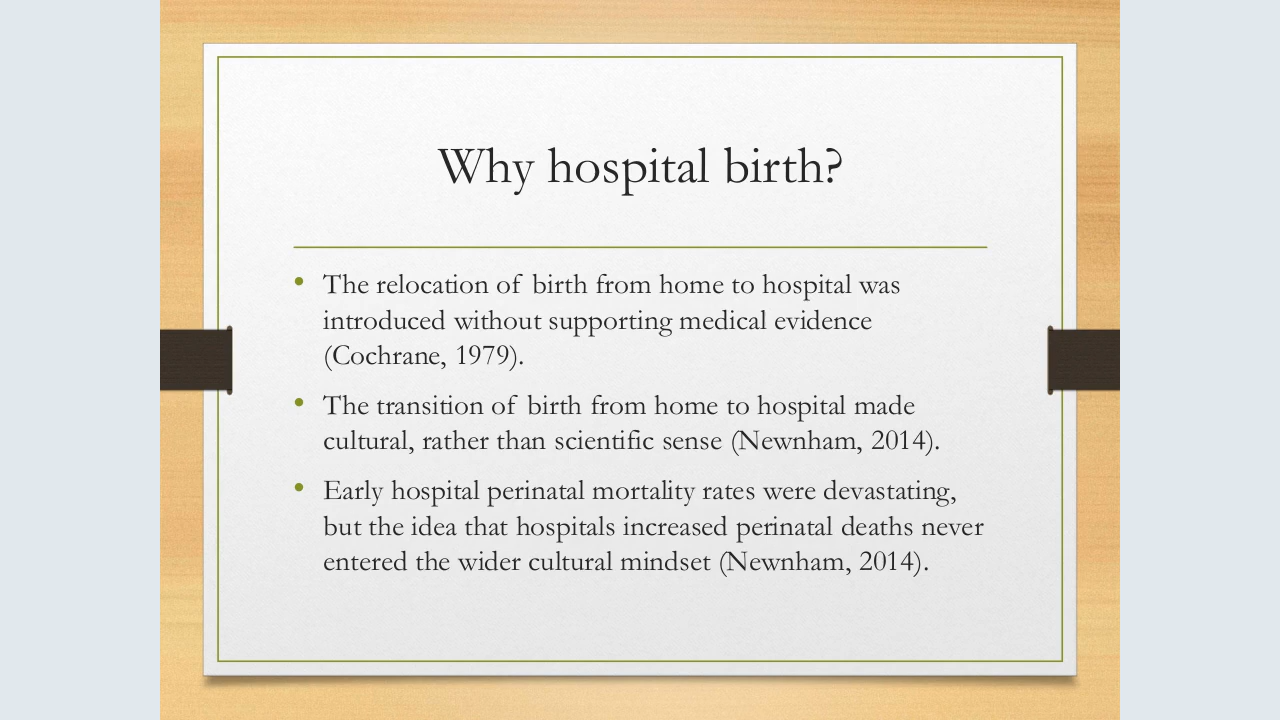 Why hospital birth?
• The relocation of birth from home to hospital was
introduced without supporting medical evidence
(Cochrane, 1979).
• The transition of birth from home to hospital made
cultural, rather than scientific sense (Newnham, 2014).
• Early hospital perinatal mortality rates were devastating,
but the idea that hospitals increased perinatal deaths never
entered the wider cultural mindset (Newnham, 2014).